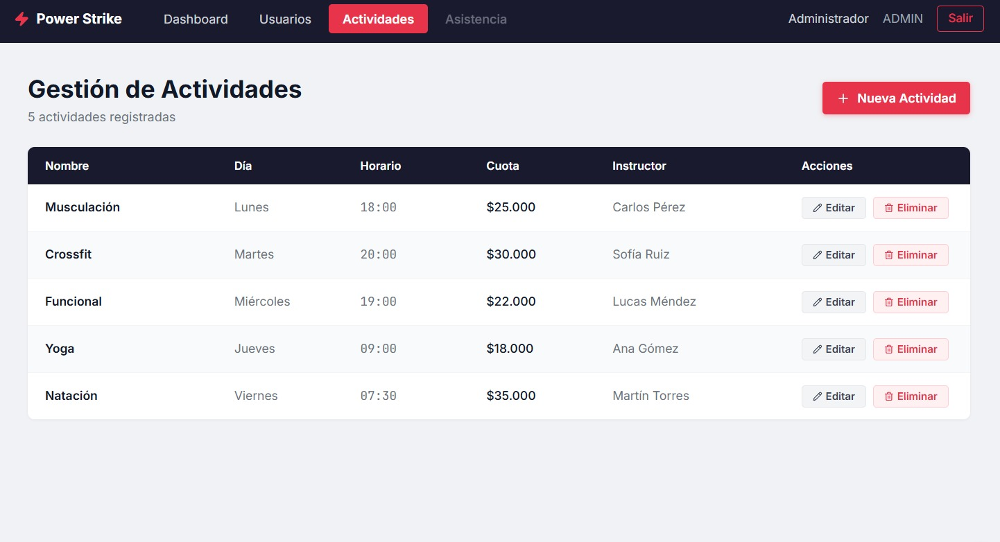 Power Strike Dashboard Usuarios Actividades Asistencia Administrador ADMIN Salir
Gestión de Actividades
5 actividades registradas
+ Nueva Actividad
Nombre Día Horario Cuota Instructor Acciones
Musculación Lunes 18:00 $25.000 Carlos Pérez Editar Eliminar
Crossfit Martes 20:00 $30.000 Sofía Ruiz Editar Eliminar
Funcional Miércoles 19:00 $22.000 Lucas Méndez Editar Eliminar
Yoga Jueves 09:00 $18.000 Ana Gómez Editar Eliminar
Natación Viernes 07:30 $35.000 Martín Torres Editar Eliminar